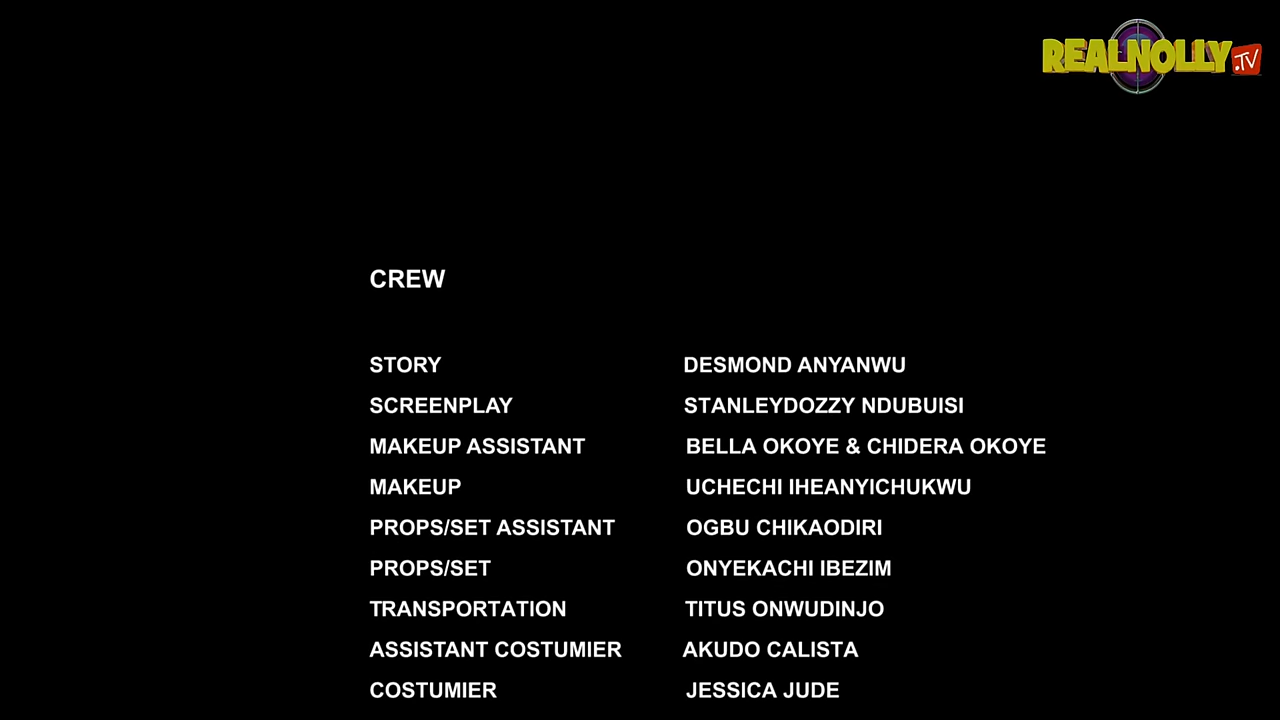 REALNOLLY.TV
CREW
STORY DESMOND ANYANWU
SCREENPLAY STANLEYDOZZY NDUBUISI
MAKEUP ASSISTANT BELLA OKOYE & CHIDERA OKOYE
MAKEUP UCHECHI IHEANYICHUKWU
PROPS/SET ASSISTANT OGBU CHIKAODIRI
PROPS/SET ONYEKACHI IBEZIM
TRANSPORTATION TITUS ONWUDINJO
ASSISTANT COSTUMIER AKUDO CALISTA
COSTUMIER JESSICA JUDE